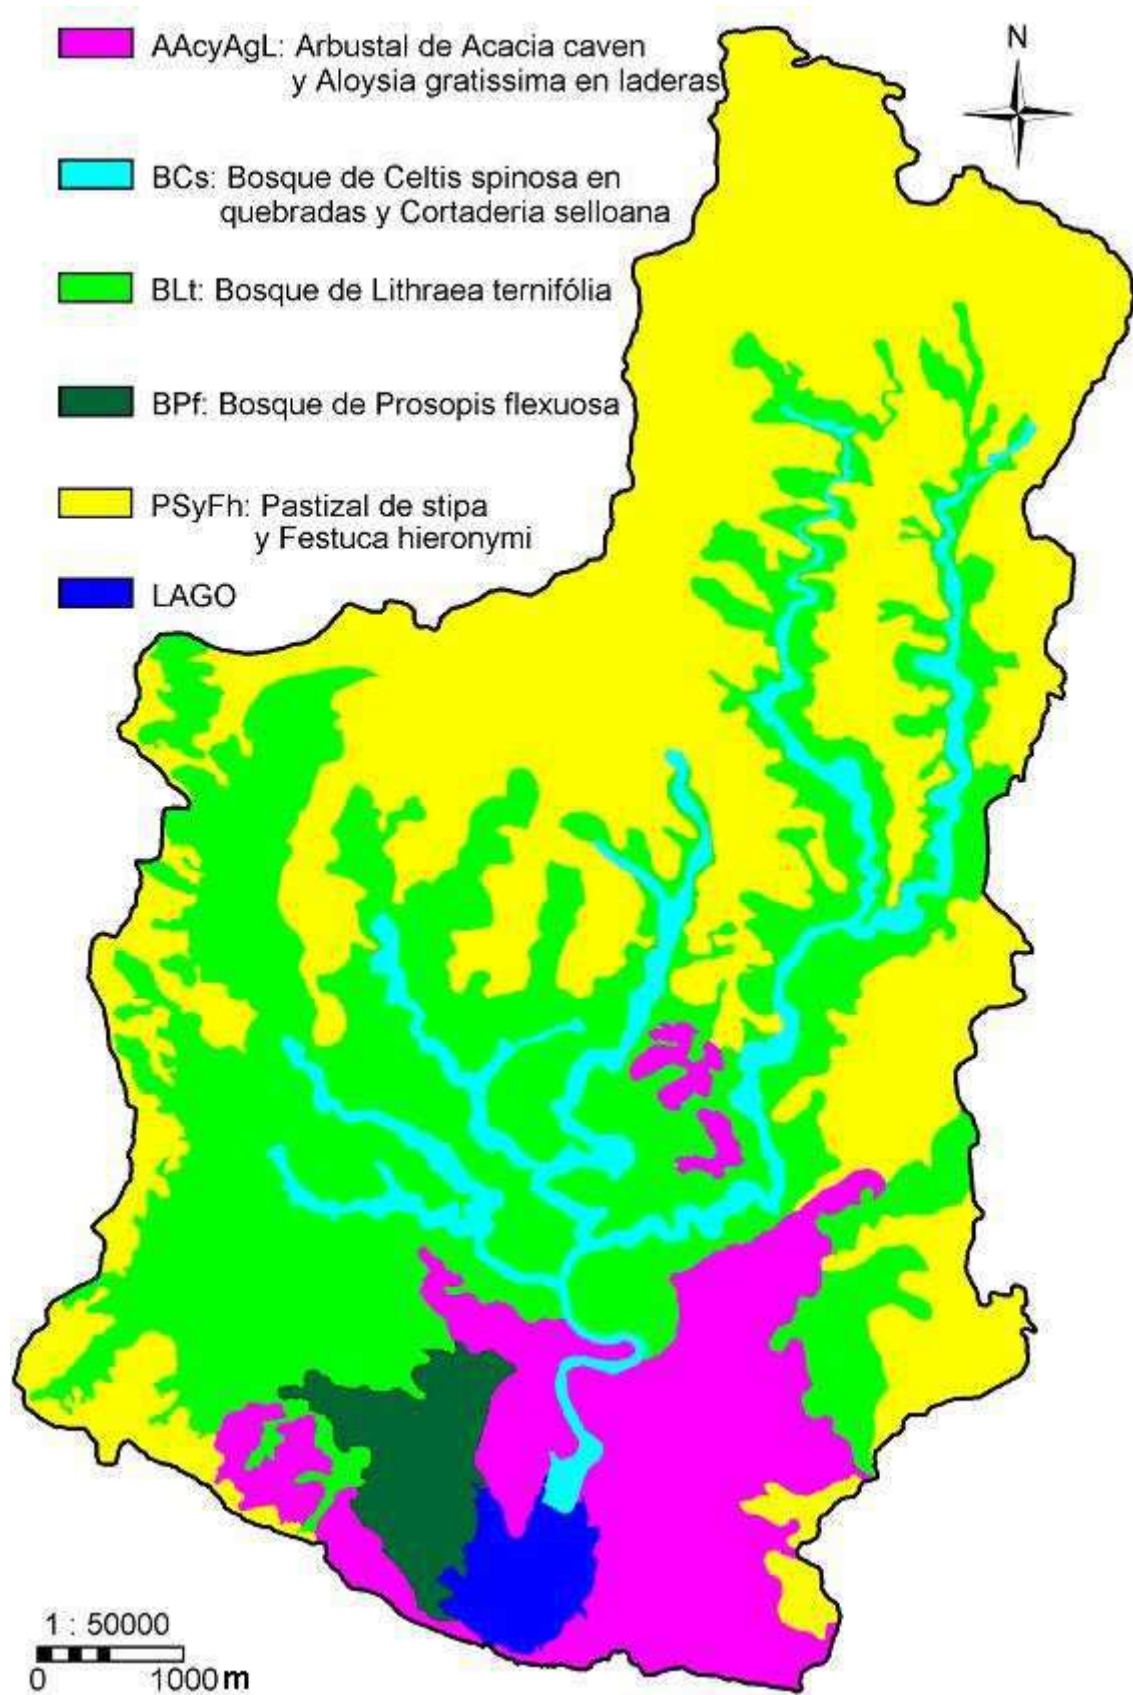 AAcyAgL: Arbustal de Acacia caven
y Aloysia gratissima en laderas
N
BCs: Bosque de Celtis spinosa en
quebradas y Cortaderia selloana
BLt: Bosque de Lithraea ternifólia
BPf: Bosque de Prosopis flexuosa
PSyFh: Pastizal de stipa
y Festuca hieronymi
LAGO
1 : 50000
0 1000 m